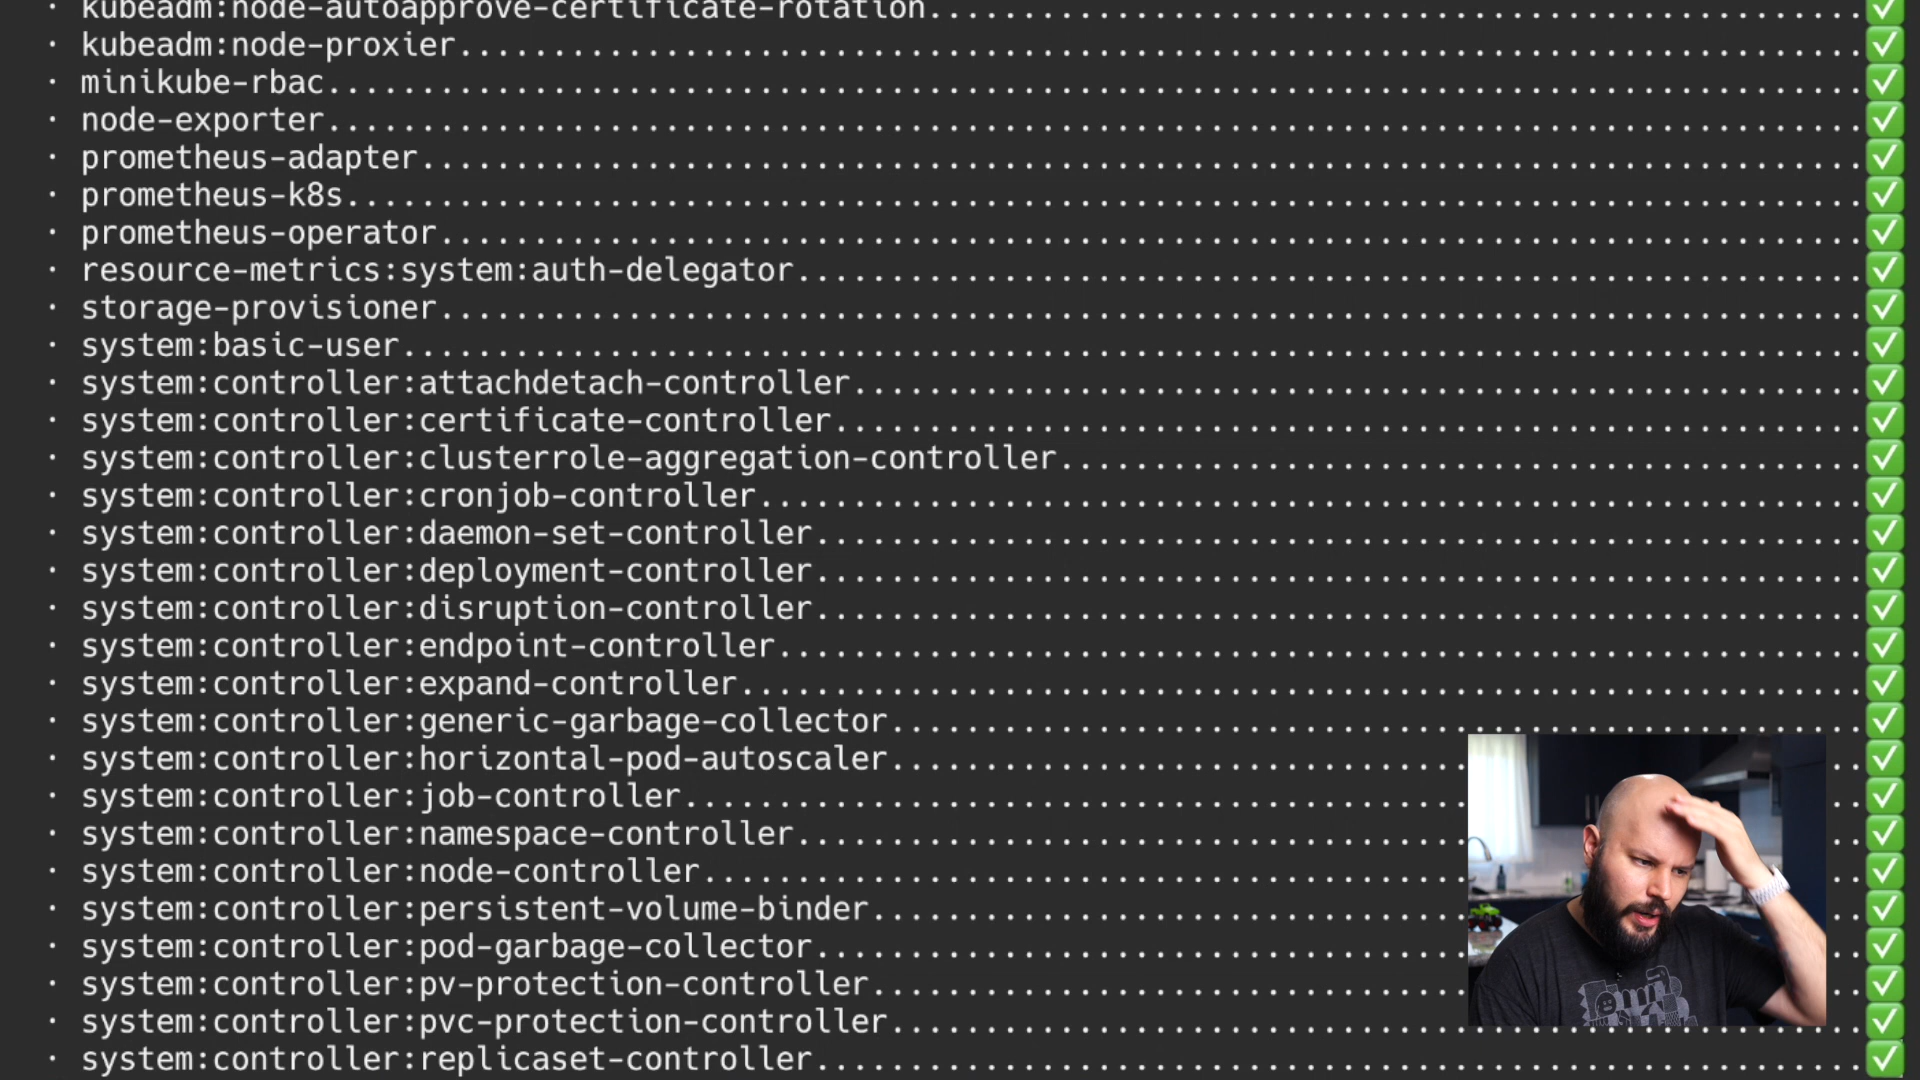 · kubeadm:node-autoapprove-certificate-rotation.......................................................✅
· kubeadm:node-proxier.......................................................✅
· minikube-rbac.......................................................✅
· node-exporter.......................................................✅
· prometheus-adapter.......................................................✅
· prometheus-k8s.......................................................✅
· prometheus-operator.......................................................✅
· resource-metrics:system:auth-delegator.......................................................✅
· storage-provisioner.......................................................✅
· system:basic-user.......................................................✅
· system:controller:attachdetach-controller.......................................................✅
· system:controller:certificate-controller.......................................................✅
· system:controller:clusterrole-aggregation-controller...........................................✅
· system:controller:cronjob-controller.......................................................✅
· system:controller:daemon-set-controller.......................................................✅
· system:controller:deployment-controller.......................................................✅
· system:controller:disruption-controller.......................................................✅
· system:controller:endpoint-controller.......................................................✅
· system:controller:expand-controller.......................................................✅
· system:controller:generic-garbage-collector....................................................✅
· system:controller:horizontal-pod-autoscaler...............................✅
· system:controller:job-controller..........................................✅
· system:controller:namespace-controller....................................✅
· system:controller:node-controller.........................................✅
· system:controller:persistent-volume-binder................................✅
· system:controller:pod-garbage-collector...................................✅
· system:controller:pv-protection-controller................................✅
· system:controller:pvc-protection-controller....................................................✅
· system:controller:replicaset-controller.......................................................✅